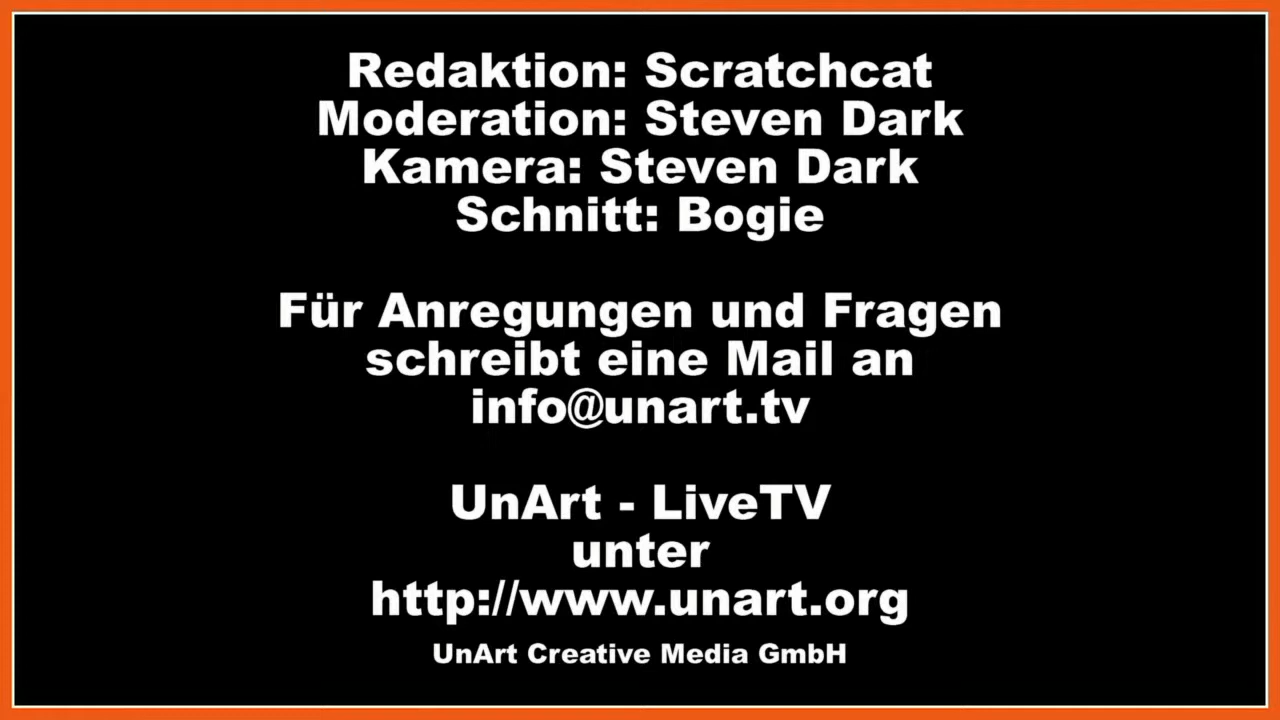 Redaktion: Scratchcat
Moderation: Steven Dark
Kamera: Steven Dark
Schnitt: Bogie
Für Anregungen und Fragen
schreibt eine Mail an
info@unart.tv
UnArt - LiveTV
unter
http://www.unart.org
UnArt Creative Media GmbH